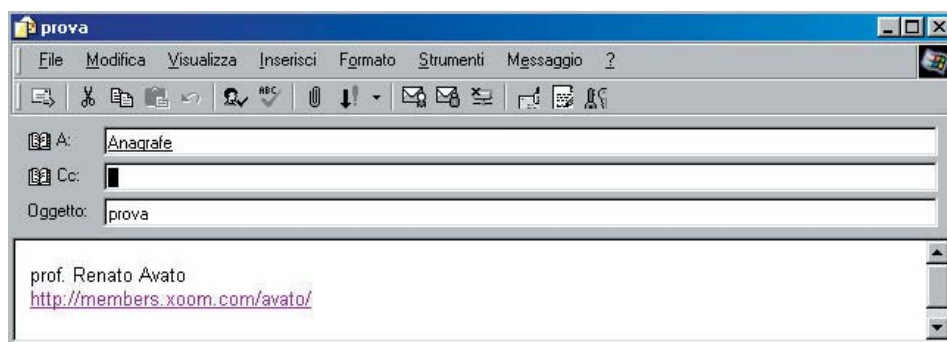 prova
File Modifica Visualizza Inserisci Formato Strumenti Messaggio ?
ABC
A: Anagrafe
Cc:
Oggetto: prova
prof. Renato Avato
http://members.xoom.com/avato/